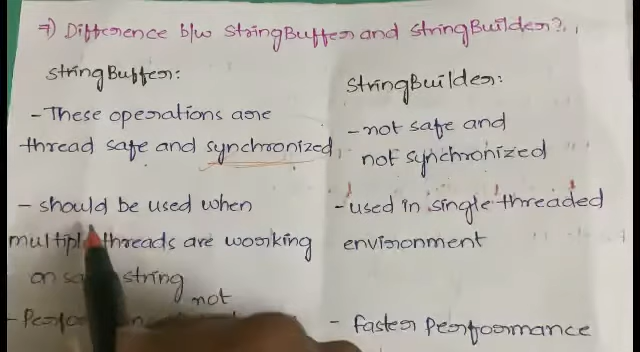 ⇒) Difference b/w StringBuffer and StringBuilder?
StringBuffer:
- These operations are
thread safe and synchronized.
- should be used when
multiple threads are working
on string
not
StringBuilder:
- not safe and
not synchronized
- used in single threaded
environment
- faster performance